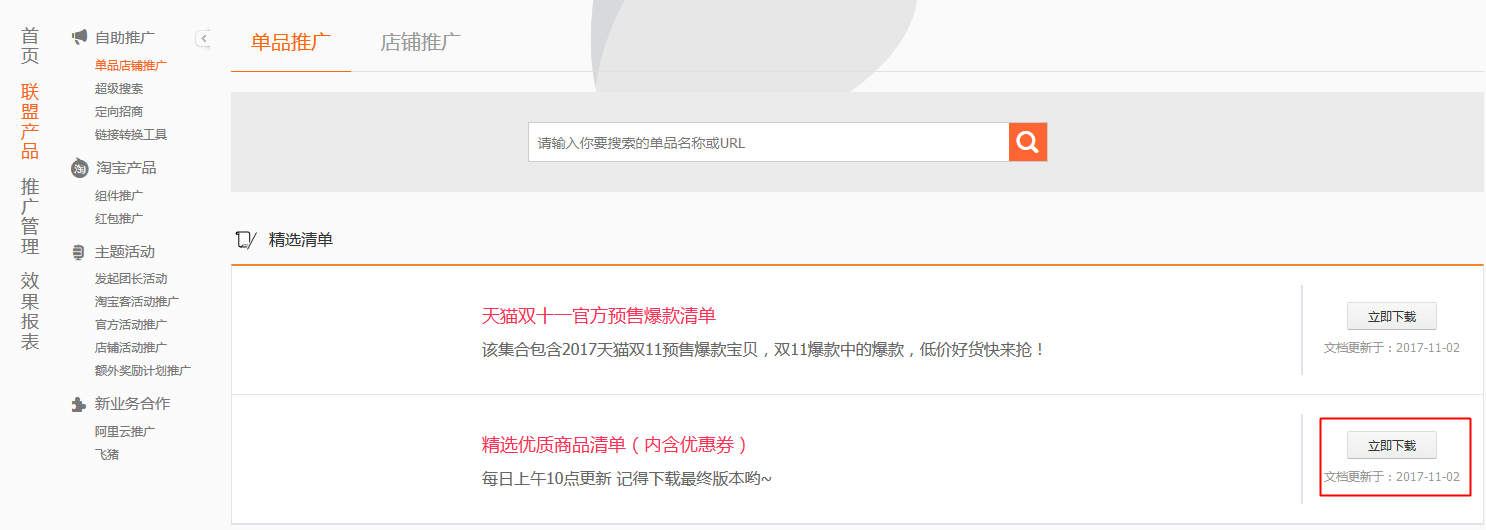 首页
联盟产品
推广管理
效果报表
自助推广
单品店铺推广
超级搜索
定向招商
链接转换工具
淘 淘宝产品
组件推广
红包推广
主题活动
发起团长活动
淘宝客活动推广
官方活动推广
店铺活动推广
额外奖励计划推广
新业务合作
阿里云推广
飞猪
单品推广 店铺推广
请输入你要搜索的单品名称或URL
精选清单
天猫双十一官方预售爆款清单
该集合包含2017天猫双11预售爆款宝贝，双11爆款中的爆款，低价好货快来抢！
立即下载
文档更新于：2017-11-02
精选优质商品清单（内含优惠券）
每日上午10点更新 记得下载最终版本哟~
立即下载
文档更新于：2017-11-02